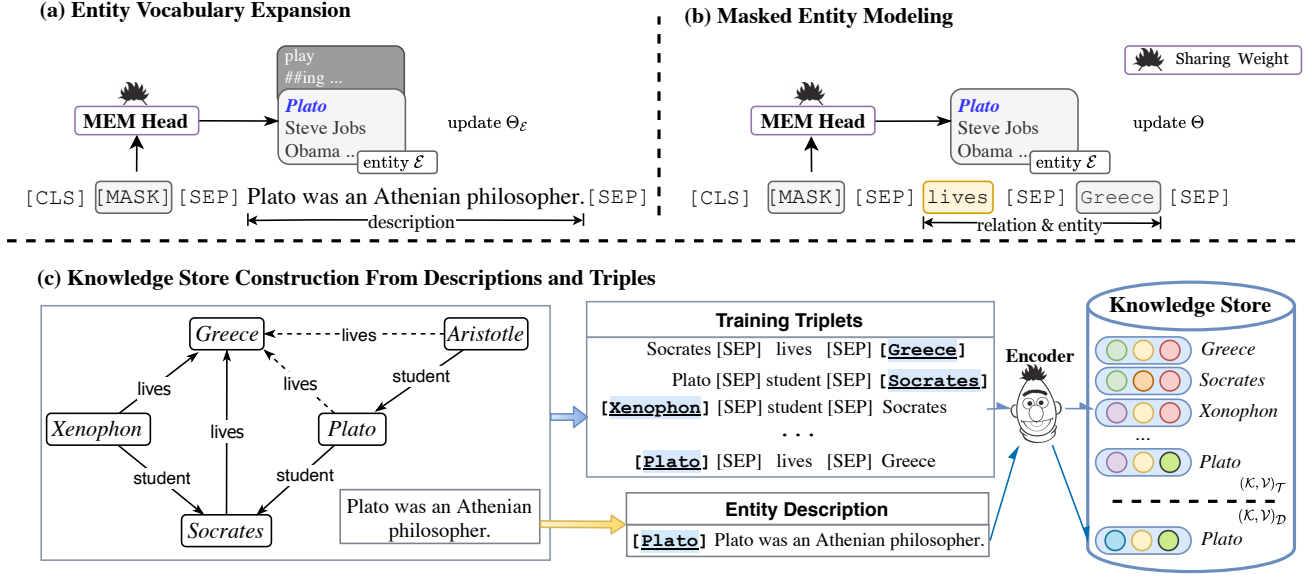 (a) Entity Vocabulary Expansion
play
##ing ...
Plato
Steve Jobs
Obama ...
entity ℰ
MEM Head
update Θ_ℰ
[CLS] [MASK] [SEP] Plato was an Athenian philosopher. [SEP]
description
(b) Masked Entity Modeling
Sharing Weight
MEM Head
Plato
Steve Jobs
Obama ...
entity ℰ
update Θ
[CLS] [MASK] [SEP] lives [SEP] Greece [SEP]
relation & entity
(c) Knowledge Store Construction From Descriptions and Triples
Greece
lives
Aristotle
lives
lives
student
Xenophon
lives
Plato
student
student
Socrates
Plato was an Athenian
philosopher.
Training Triplets
Socrates [SEP] lives [SEP] [Greece]
Plato [SEP] student [SEP] [Socrates]
[Xenophon] [SEP] student [SEP] Socrates
...
[Plato] [SEP] lives [SEP] Greece
Entity Description
[Plato] Plato was an Athenian philosopher.
Encoder
Knowledge Store
Greece
Socrates
Xonophon
...
Plato
(𝒦, 𝒱)_𝒯
(𝒦, 𝒱)_𝒟
Plato